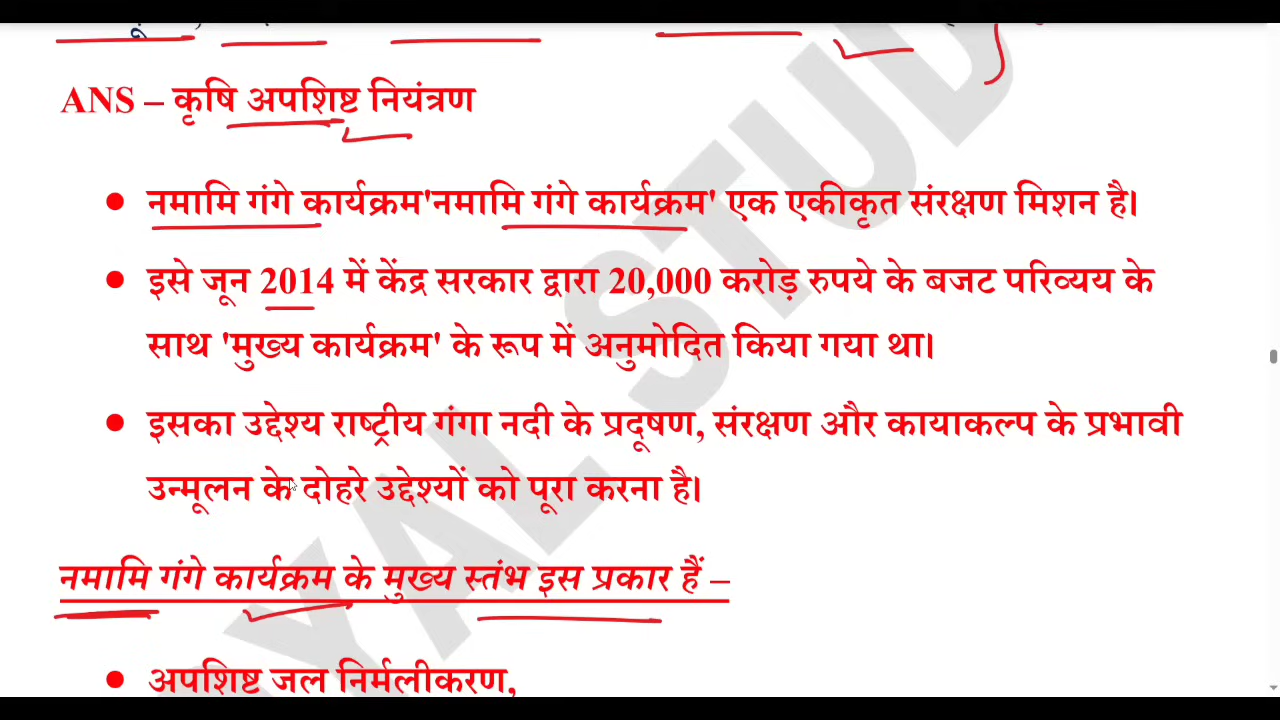 ANS – कृषि अपशिष्ट नियंत्रण
• नमामि गंगे कार्यक्रम'नमामि गंगे कार्यक्रम' एक एकीकृत संरक्षण मिशन है।
• इसे जून 2014 में केंद्र सरकार द्वारा 20,000 करोड़ रुपये के बजट परिव्यय के
साथ 'मुख्य कार्यक्रम' के रूप में अनुमोदित किया गया था।
• इसका उद्देश्य राष्ट्रीय गंगा नदी के प्रदूषण, संरक्षण और कायाकल्प के प्रभावी
उन्मूलन के दोहरे उद्देश्यों को पूरा करना है।
नमामि गंगे कार्यक्रम के मुख्य स्तंभ इस प्रकार हैं –
• अपशिष्ट जल निर्मलीकरण,